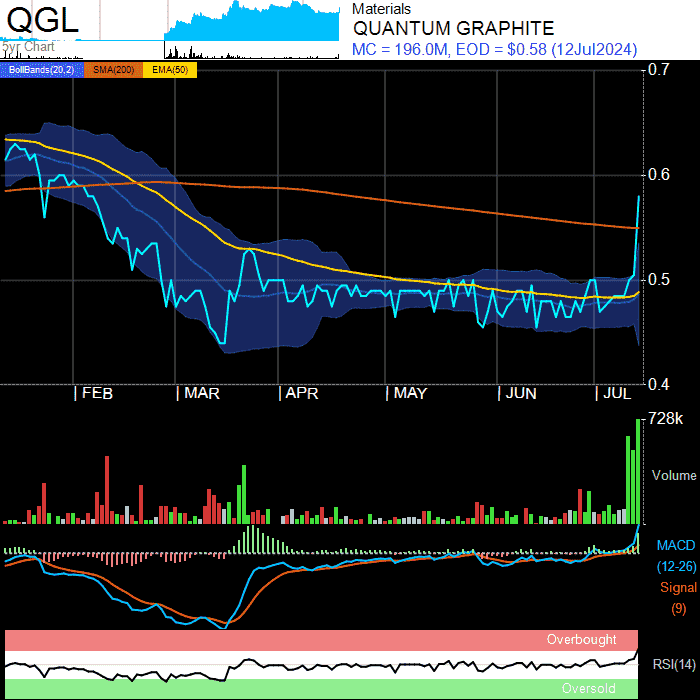 QGL
5yr Chart
Materials
QUANTUM GRAPHITE
MC = 196.0M, EOD = $0.58 (12Jul2024)
BollBands(20,2) SMA(200) EMA(50)
0.7
0.6
0.5
0.4
FEB MAR APR MAY JUN JUL
728k
Volume
MACD
(12-26)
Signal
(9)
Overbought
RSI(14)
Oversold